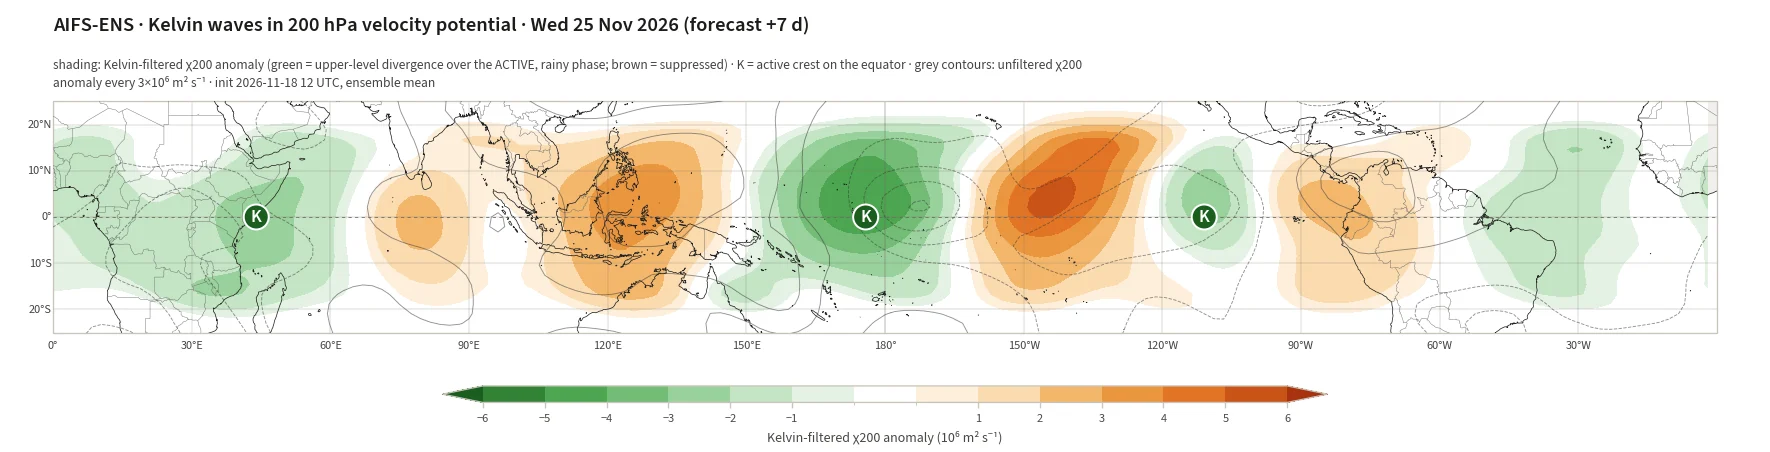 AIFS-ENS · Kelvin waves in 200 hPa velocity potential · Wed 25 Nov 2026 (forecast +7 d)
shading: Kelvin-filtered χ200 anomaly (green = upper-level divergence over the ACTIVE, rainy phase; brown = suppressed) · K = active crest on the equator · grey contours: unfiltered χ200
anomaly every 3×10⁶ m² s⁻¹ · init 2026-11-18 12 UTC, ensemble mean
20°N
10°N
0°
10°S
20°S
K K K
0° 30°E 60°E 90°E 120°E 150°E 180° 150°W 120°W 90°W 60°W 30°W
−6 −5 −4 −3 −2 −1 1 2 3 4 5 6
Kelvin-filtered χ200 anomaly (10⁶ m² s⁻¹)